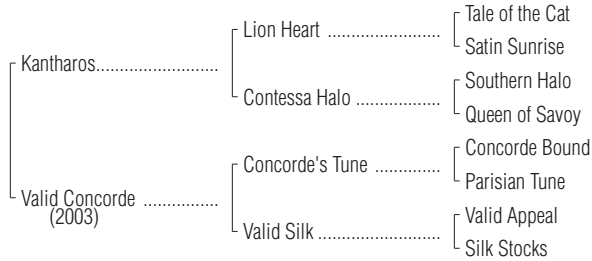 Tale of the Cat
Lion Heart ........................
Satin Sunrise
Kantharos..........................
Southern Halo
Contessa Halo ..................
Queen of Savoy
Concorde Bound
Concorde's Tune ..............
Parisian Tune
Valid Concorde ................
(2003)
Valid Appeal
Valid Silk ..........................
Silk Stocks